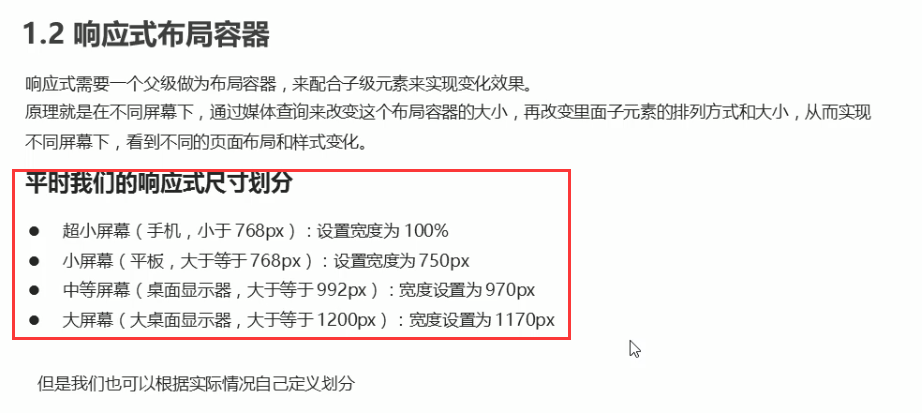 1.2 响应式布局容器
响应式需要一个父级做为布局容器，来配合子级元素来实现变化效果。
原理就是在不同屏幕下，通过媒体查询来改变这个布局容器的大小，再改变里面子元素的排列方式和大小，从而实现
不同屏幕下，看到不同的页面布局和样式变化。
平时我们的响应式尺寸划分
● 超小屏幕（手机，小于 768px）：设置宽度为 100%
● 小屏幕（平板，大于等于 768px）：设置宽度为 750px
● 中等屏幕（桌面显示器，大于等于 992px）：宽度设置为 970px
● 大屏幕（大桌面显示器，大于等于 1200px）：宽度设置为 1170px
但是我们也可以根据实际情况自己定义划分